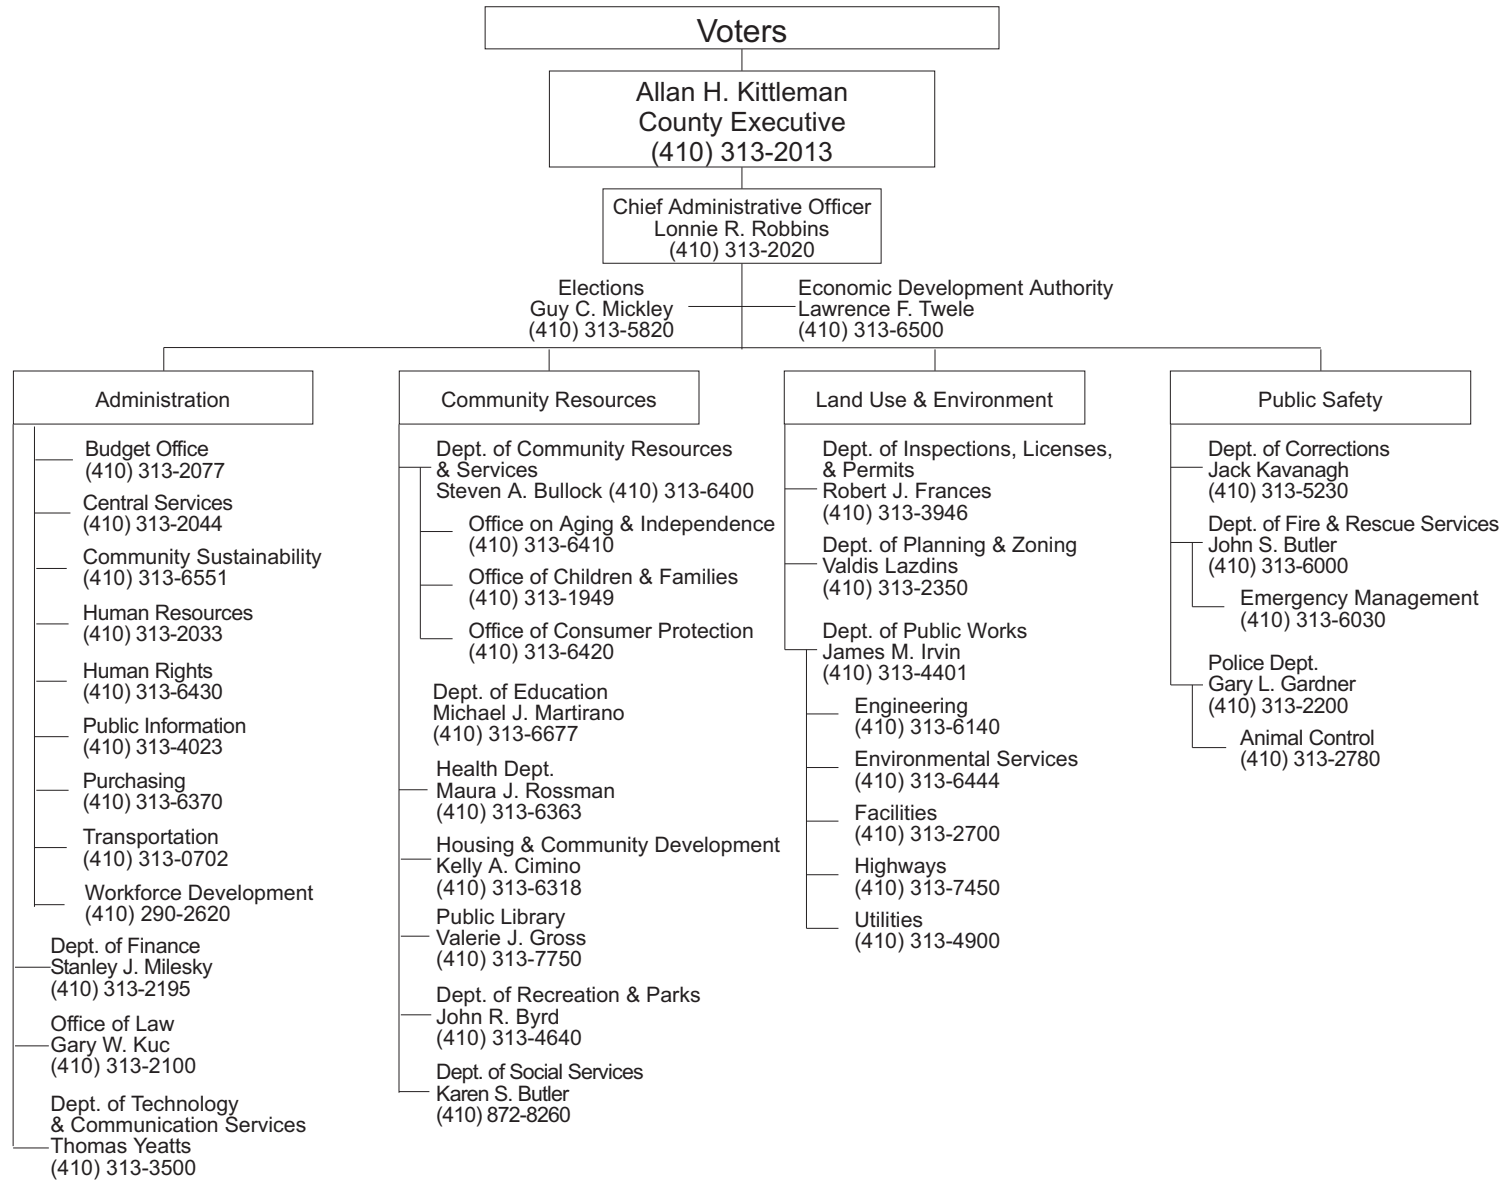 Voters
Allan H. Kittleman
County Executive
(410) 313-2013
Chief Administrative Officer
Lonnie R. Robbins
(410) 313-2020
Elections
Guy C. Mickley
(410) 313-5820
Economic Development Authority
Lawrence F. Twele
(410) 313-6500
Administration
Budget Office
(410) 313-2077
Central Services
(410) 313-2044
Community Sustainability
(410) 313-6551
Human Resources
(410) 313-2033
Human Rights
(410) 313-6430
Public Information
(410) 313-4023
Purchasing
(410) 313-6370
Transportation
(410) 313-0702
Workforce Development
(410) 290-2620
Dept. of Finance
Stanley J. Milesky
(410) 313-2195
Office of Law
Gary W. Kuc
(410) 313-2100
Dept. of Technology
& Communication Services
Thomas Yeatts
(410) 313-3500
Community Resources
Dept. of Community Resources
& Services
Steven A. Bullock (410) 313-6400
Office on Aging & Independence
(410) 313-6410
Office of Children & Families
(410) 313-1949
Office of Consumer Protection
(410) 313-6420
Dept. of Education
Michael J. Martirano
(410) 313-6677
Health Dept.
Maura J. Rossman
(410) 313-6363
Housing & Community Development
Kelly A. Cimino
(410) 313-6318
Public Library
Valerie J. Gross
(410) 313-7750
Dept. of Recreation & Parks
John R. Byrd
(410) 313-4640
Dept. of Social Services
Karen S. Butler
(410) 872-8260
Land Use & Environment
Dept. of Inspections, Licenses,
& Permits
Robert J. Frances
(410) 313-3946
Dept. of Planning & Zoning
Valdis Lazdins
(410) 313-2350
Dept. of Public Works
James M. Irvin
(410) 313-4401
Engineering
(410) 313-6140
Environmental Services
(410) 313-6444
Facilities
(410) 313-2700
Highways
(410) 313-7450
Utilities
(410) 313-4900
Public Safety
Dept. of Corrections
Jack Kavanagh
(410) 313-5230
Dept. of Fire & Rescue Services
John S. Butler
(410) 313-6000
Emergency Management
(410) 313-6030
Police Dept.
Gary L. Gardner
(410) 313-2200
Animal Control
(410) 313-2780